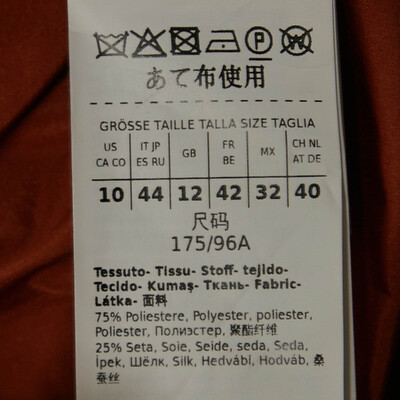 P W
あて布使用
GRÖSSE TAILLE TALLA SIZE TAGLIA
US CA CO IT JP ES RU GB FR BE MX CH NL AT DE
10 44 12 42 32 40
尺码
175/96A
Tessuto- Tissu- Stoff- tejido-
Tecido- Kumaş- Ткань- Fabric-
Látka- 面料
75% Poliestere, Polyester, poliester,
Poliester, Полиэстер, 聚酯纤维
25% Seta, Soie, Seide, seda, Seda,
İpek, Шёлк, Silk, Hedvábí, Hodváb, 桑
蚕丝